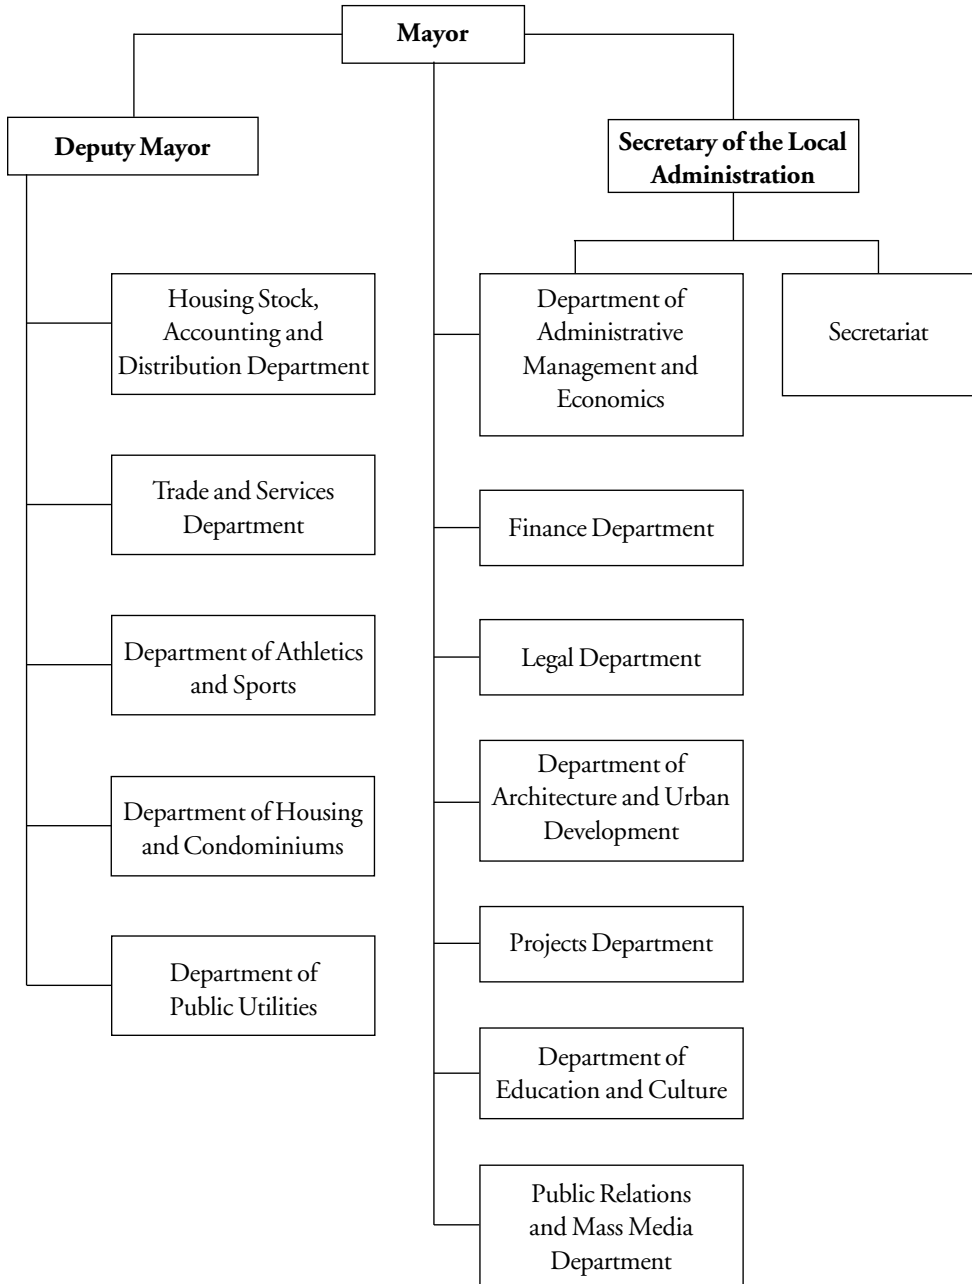 Mayor
Deputy Mayor
Secretary of the Local
Administration
Housing Stock,
Accounting and
Distribution Department
Trade and Services
Department
Department of Athletics
and Sports
Department of Housing
and Condominiums
Department of
Public Utilities
Department of
Administrative
Management and
Economics
Secretariat
Finance Department
Legal Department
Department of
Architecture and Urban
Development
Projects Department
Department of
Education and Culture
Public Relations
and Mass Media
Department